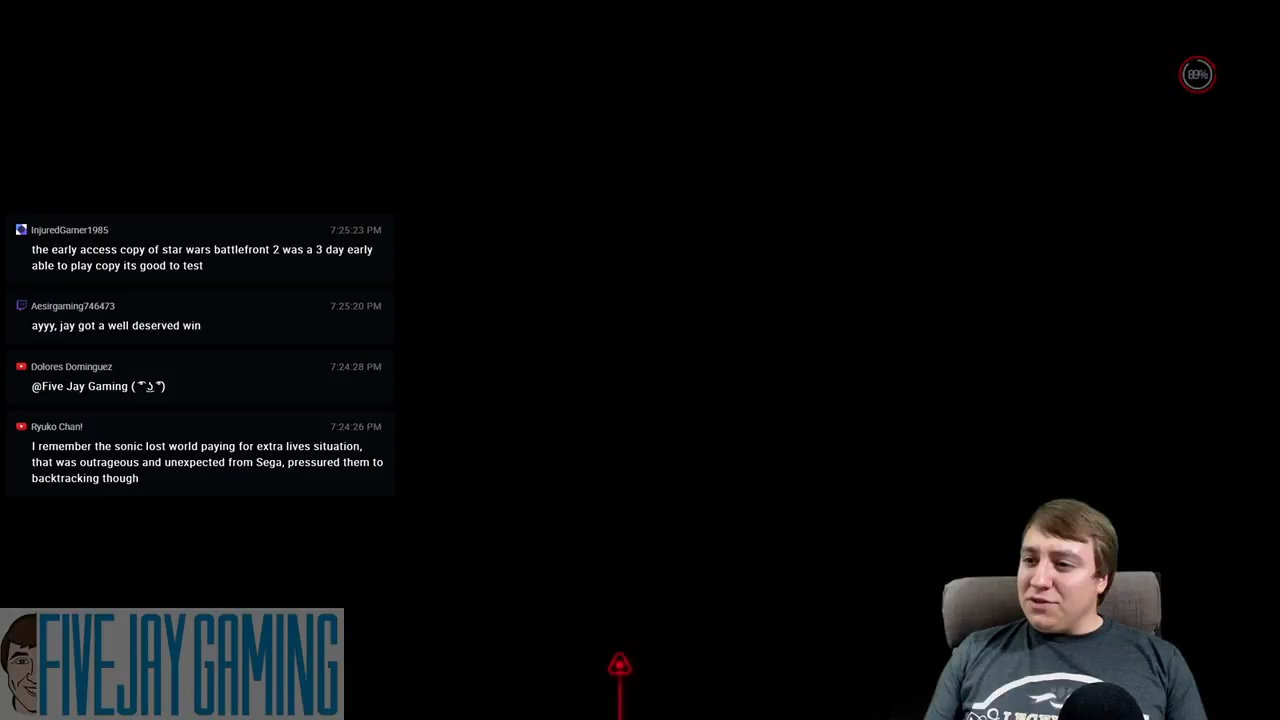 89%
InjuredGamer1985 7:25:23 PM
the early access copy of star wars battlefront 2 was a 3 day early
able to play copy its good to test
Aesirgaming746473 7:25:20 PM
ayyy, jay got a well deserved win
Dolores Dominguez 7:24:28 PM
@Five Jay Gaming ( ͡° ͜ʖ ͡°)
Ryuko Chan! 7:24:26 PM
I remember the sonic lost world paying for extra lives situation,
that was outrageous and unexpected from Sega, pressured them to
backtracking though
FIVEJAYGAMING